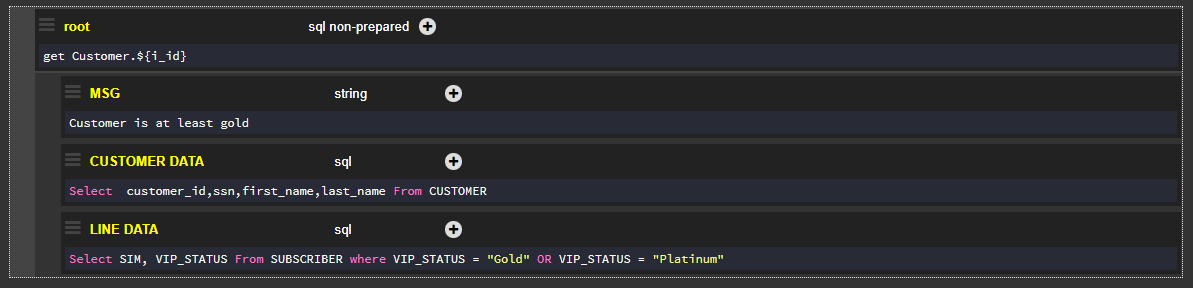 root sql non-prepared
get Customer.${i_id}
MSG string
Customer is at least gold
CUSTOMER DATA sql
Select  customer_id,ssn,first_name,last_name From CUSTOMER
LINE DATA sql
Select SIM, VIP_STATUS From SUBSCRIBER where VIP_STATUS = "Gold" OR VIP_STATUS = "Platinum"